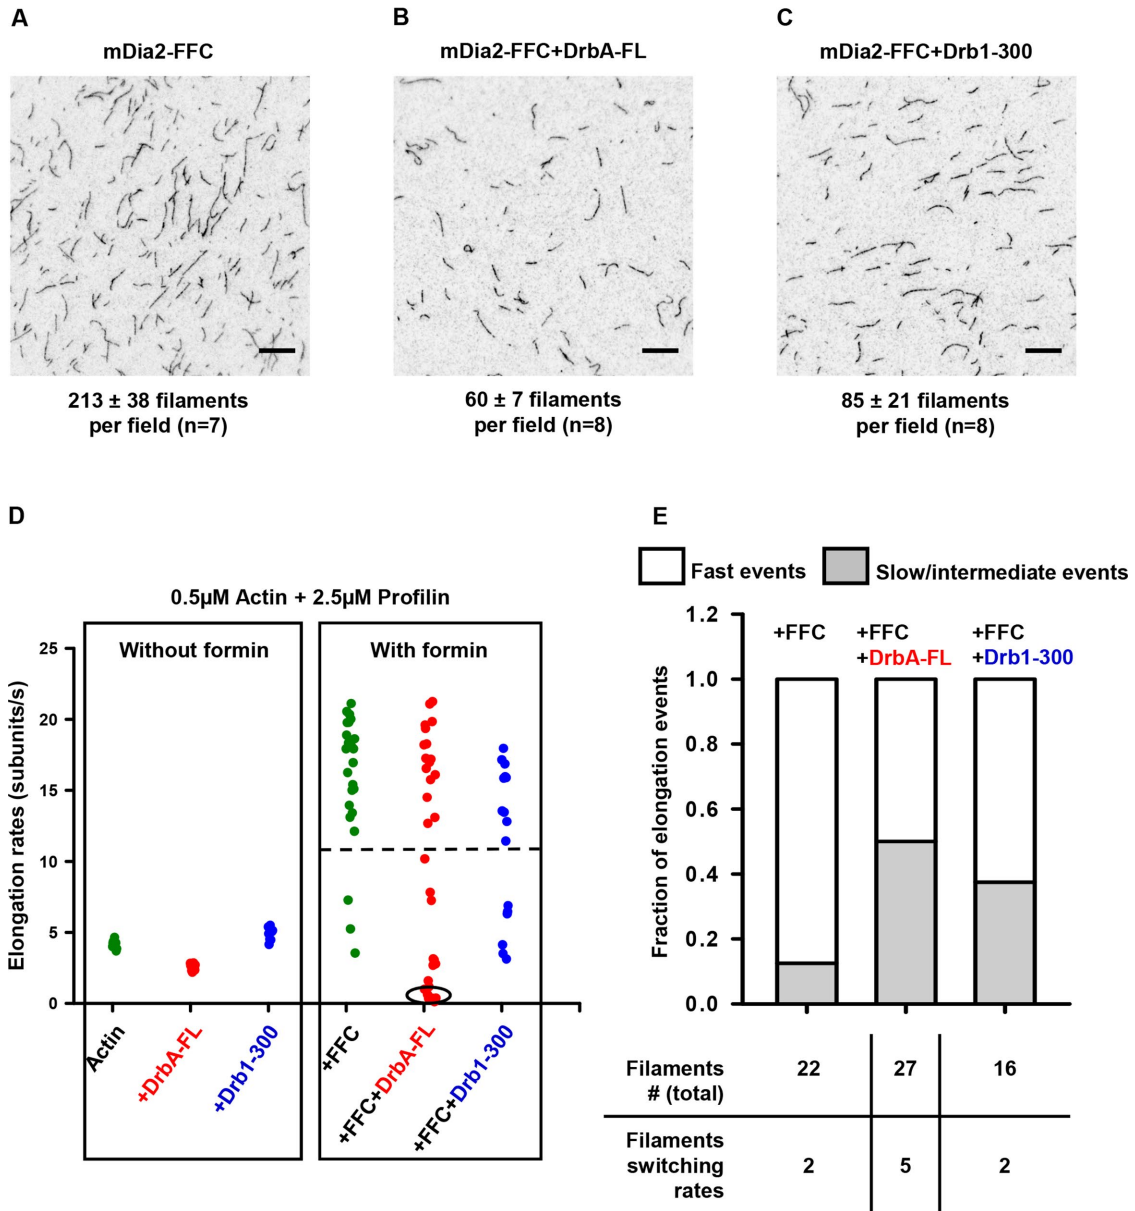 A
mDia2-FFC
213 ± 38 filaments
per field (n=7)
B
mDia2-FFC+DrbA-FL
60 ± 7 filaments
per field (n=8)
C
mDia2-FFC+Drb1-300
85 ± 21 filaments
per field (n=8)
D
0.5µM Actin + 2.5µM Profilin
Without formin
With formin
Elongation rates (subunits/s)
25
20
15
10
5
0
Actin
+DrbA-FL
+Drb1-300
+FFC
+FFC+DrbA-FL
+FFC+Drb1-300
E
Fast events
Slow/intermediate events
Fraction of elongation events
1.2
1.0
0.8
0.6
0.4
0.2
0.0
+FFC
+FFC
+DrbA-FL
+FFC
+Drb1-300
Filaments
# (total)
22
27
16
Filaments
switching
rates
2
5
2